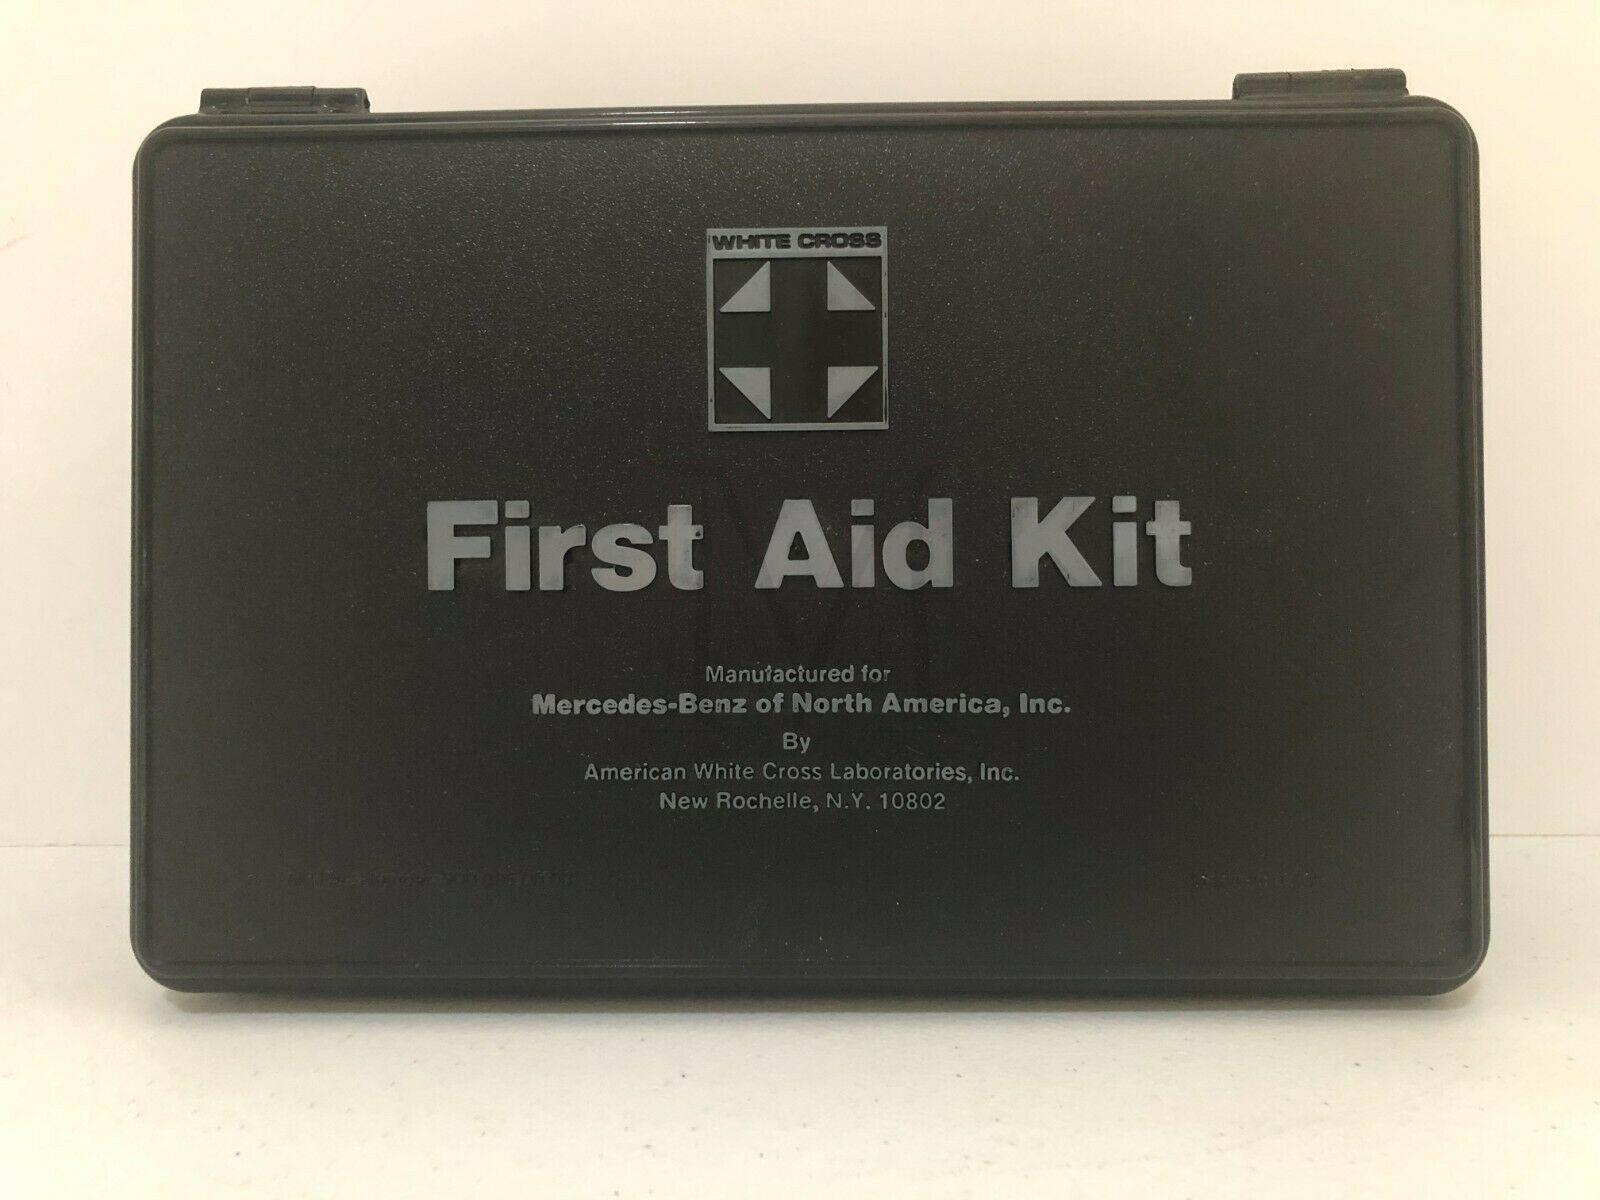 WHITE CROSS
First Aid Kit
Manufactured for
Mercedes-Benz of North America, Inc.
By
American White Cross Laboratories, Inc.
New Rochelle, N.Y. 10802